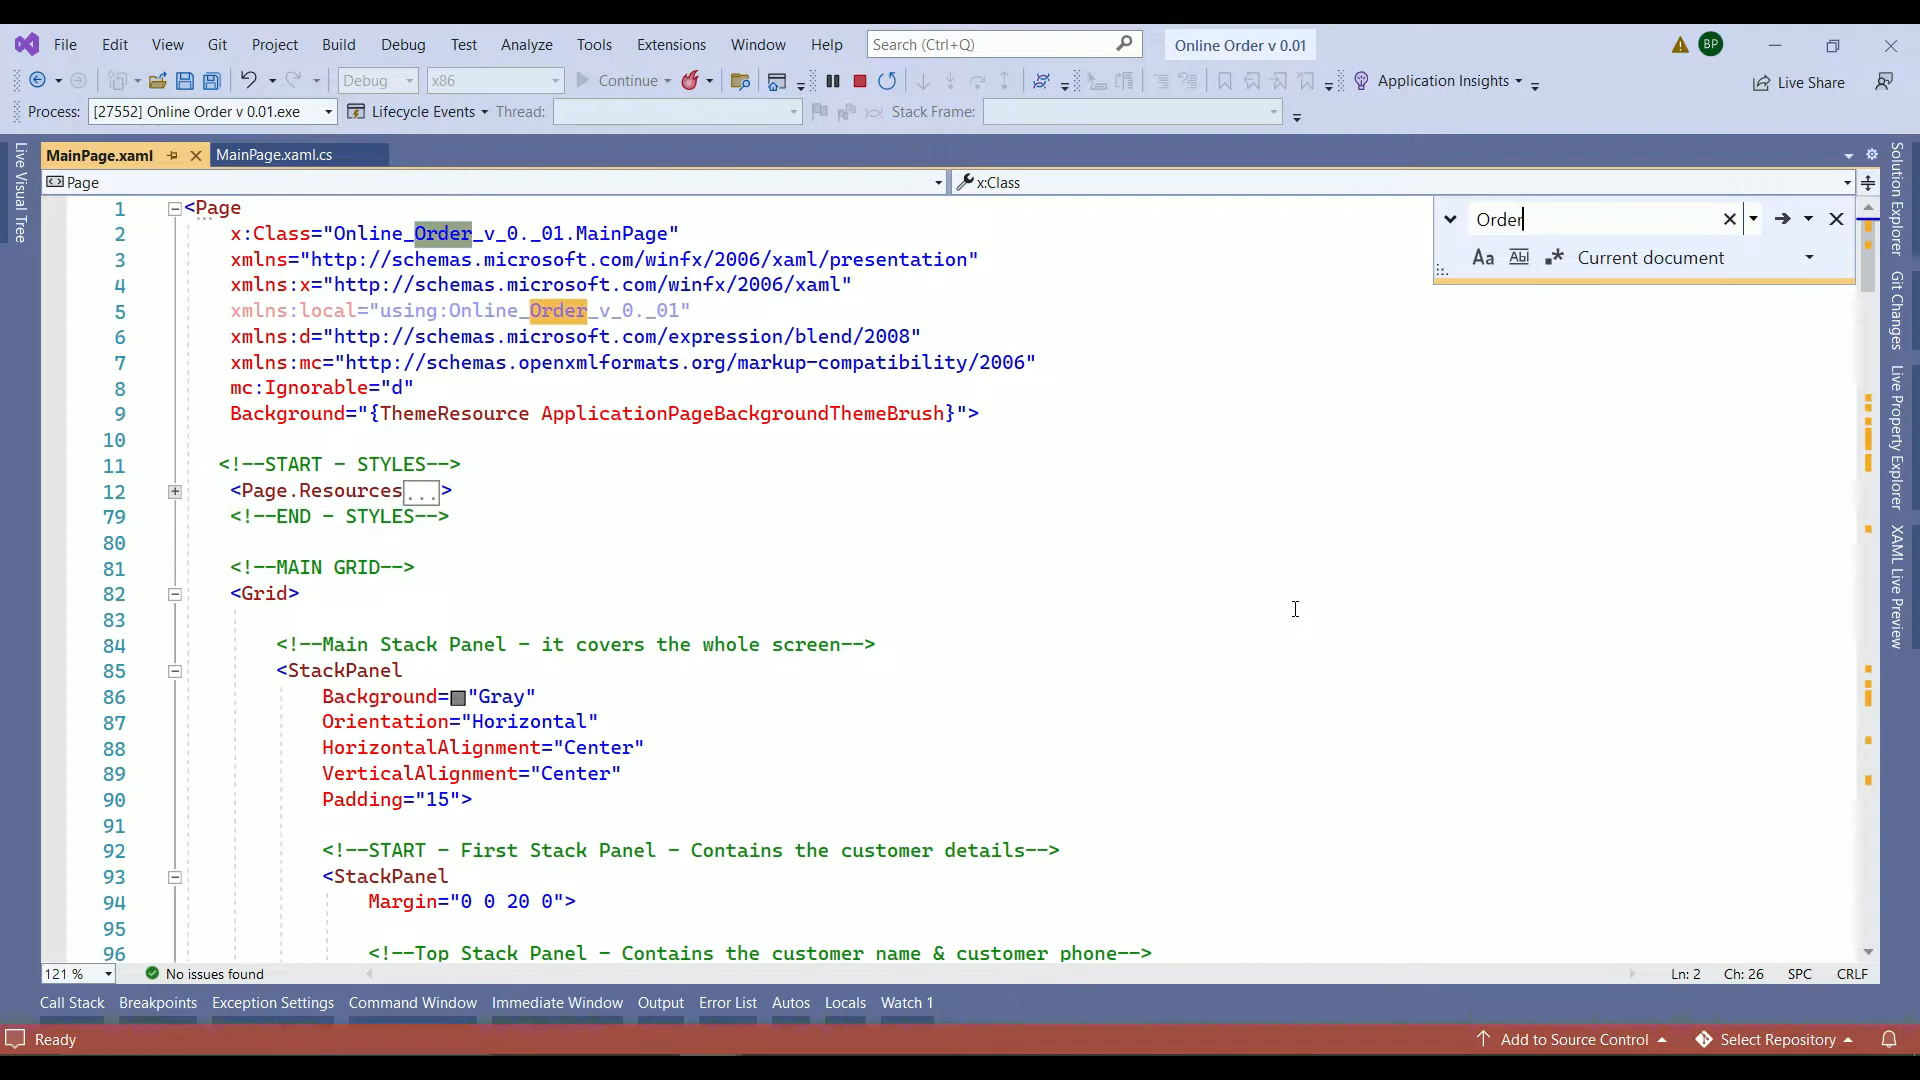 File Edit View Git Project Build Debug Test Analyze Tools Extensions Window Help Search (Ctrl+Q) Online Order v 0.01 BP
Debug x86 Continue Application Insights Live Share
Process: [27552] Online Order v 0.01.exe Lifecycle Events Thread: Stack Frame:
MainPage.xaml MainPage.xaml.cs
Page x:Class
Live Visual Tree
Order
Aa Abl .* Current document
1 <Page
2 x:Class="Online_Order_v_0._01.MainPage"
3 xmlns="http://schemas.microsoft.com/winfx/2006/xaml/presentation"
4 xmlns:x="http://schemas.microsoft.com/winfx/2006/xaml"
5 xmlns:local="using:Online_Order_v_0._01"
6 xmlns:d="http://schemas.microsoft.com/expression/blend/2008"
7 xmlns:mc="http://schemas.openxmlformats.org/markup-compatibility/2006"
8 mc:Ignorable="d"
9 Background="{ThemeResource ApplicationPageBackgroundThemeBrush}">
10
11 <!--START - STYLES-->
12 <Page.Resources...>
79 <!--END - STYLES-->
80
81 <!--MAIN GRID-->
82 <Grid>
83
84 <!--Main Stack Panel - it covers the whole screen-->
85 <StackPanel
86 Background="Gray"
87 Orientation="Horizontal"
88 HorizontalAlignment="Center"
89 VerticalAlignment="Center"
90 Padding="15">
91
92 <!--START - First Stack Panel - Contains the customer details-->
93 <StackPanel
94 Margin="0 0 20 0">
95
96 <!--Top Stack Panel - Contains the customer name & customer phone-->
Solution Explorer
Git Changes
Live Property Explorer
XAML Live Preview
121 % No issues found Ln: 2 Ch: 26 SPC CRLF
Call Stack Breakpoints Exception Settings Command Window Immediate Window Output Error List Autos Locals Watch 1
Ready Add to Source Control Select Repository